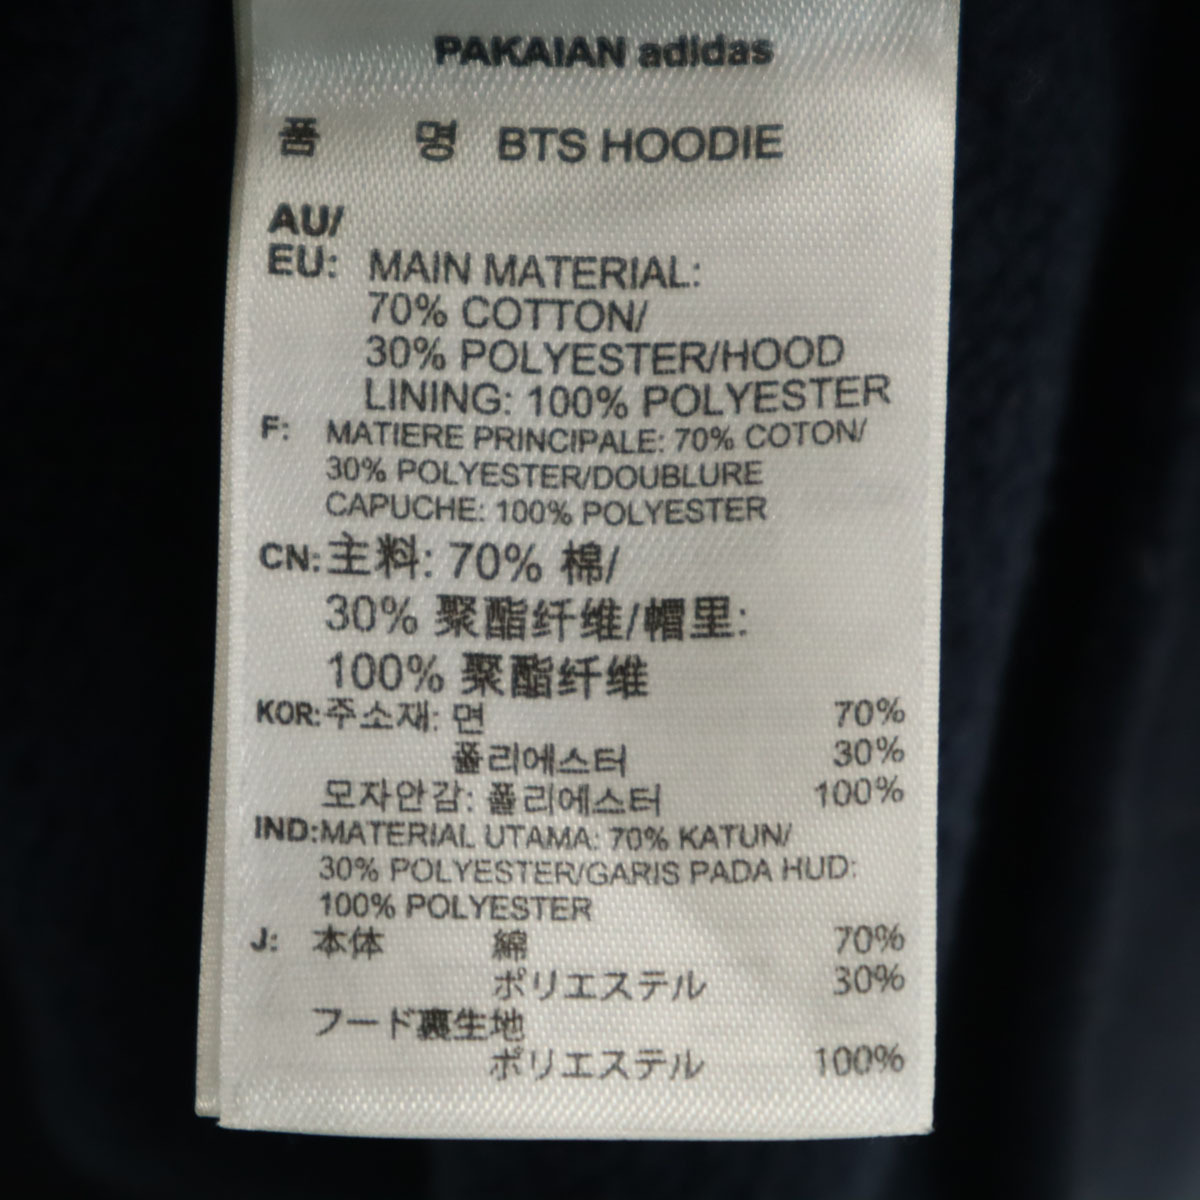 PAKAIAN adidas
품 명 BTS HOODIE
AU/
EU: MAIN MATERIAL:
70% COTTON/
30% POLYESTER/HOOD
LINING: 100% POLYESTER
F: MATIERE PRINCIPALE: 70% COTON/
30% POLYESTER/DOUBLURE
CAPUCHE: 100% POLYESTER
CN: 主料: 70% 棉/
30% 聚酯纤维/帽里:
100% 聚酯纤维
KOR: 주소재: 면 70%
폴리에스터 30%
모자안감: 폴리에스터 100%
IND: MATERIAL UTAMA: 70% KATUN/
30% POLYESTER/GARIS PADA HUD:
100% POLYESTER
J: 本体 綿 70%
ポリエステル 30%
フード裏生地
ポリエステル 100%